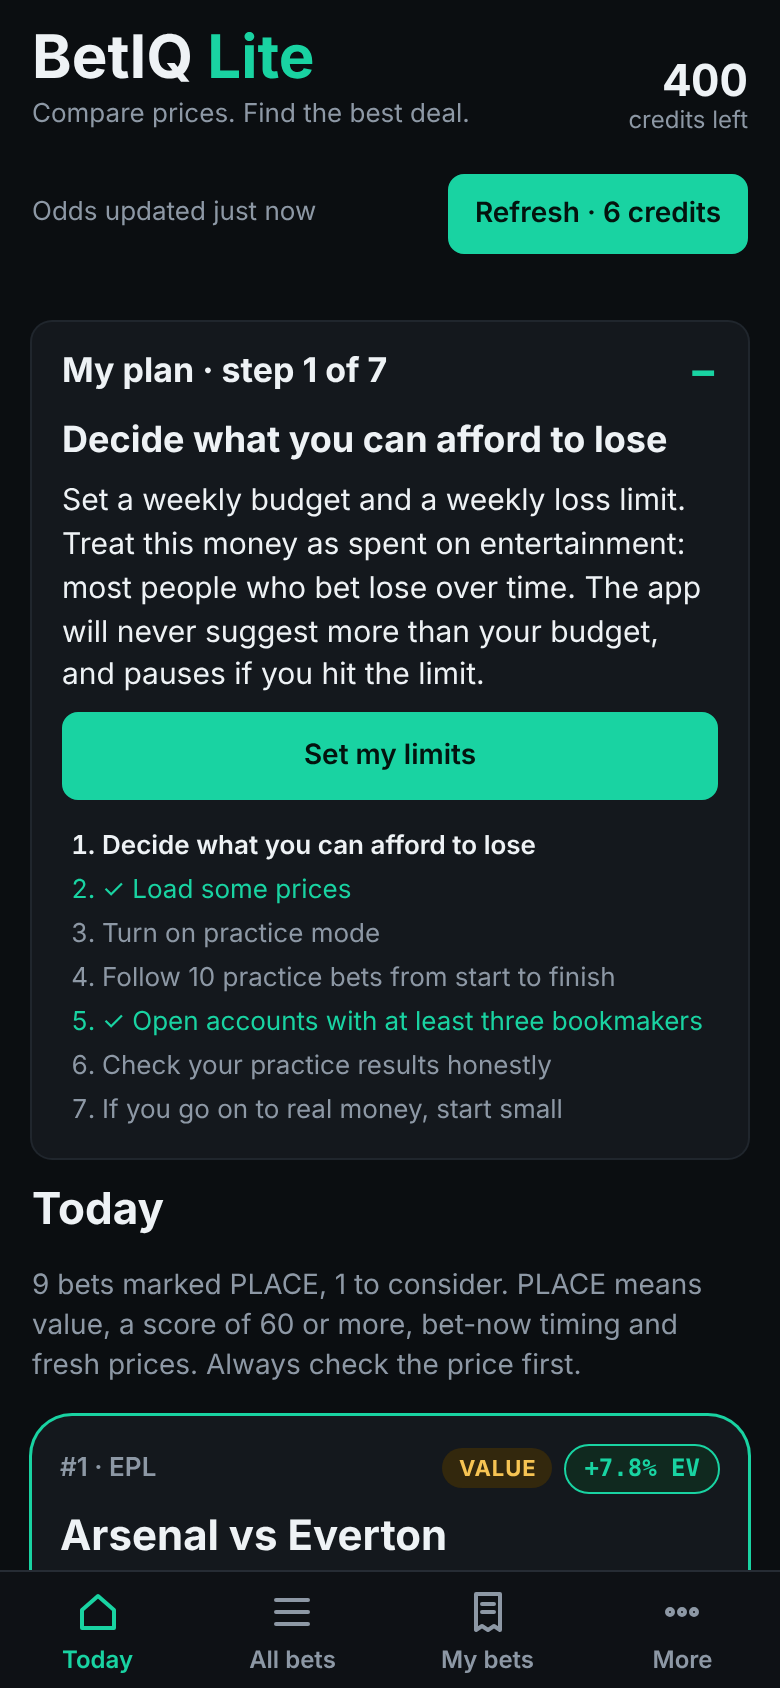 BetIQ Lite
Compare prices. Find the best deal.
400
credits left
Odds updated just now
Refresh · 6 credits
My plan · step 1 of 7
–
Decide what you can afford to lose
Set a weekly budget and a weekly loss limit.
Treat this money as spent on entertainment:
most people who bet lose over time. The app
will never suggest more than your budget,
and pauses if you hit the limit.
Set my limits
1. Decide what you can afford to lose
2. ✓ Load some prices
3. Turn on practice mode
4. Follow 10 practice bets from start to finish
5. ✓ Open accounts with at least three bookmakers
6. Check your practice results honestly
7. If you go on to real money, start small
Today
9 bets marked PLACE, 1 to consider. PLACE means
value, a score of 60 or more, bet-now timing and
fresh prices. Always check the price first.
#1 · EPL
VALUE
+7.8% EV
Arsenal vs Everton
Today
All bets
My bets
More